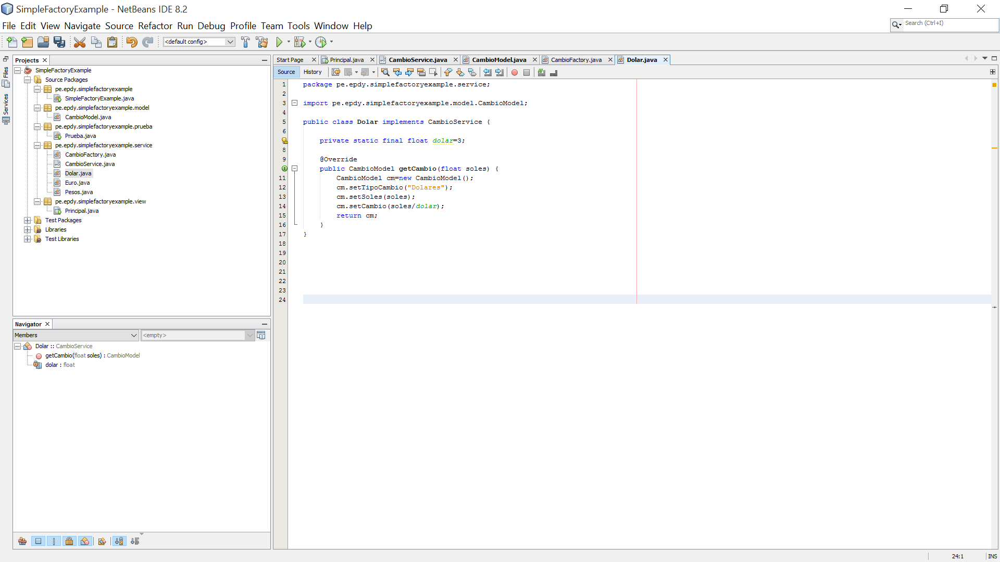 SimpleFactoryExample - NetBeans IDE 8.2
File Edit View Navigate Source Refactor Run Debug Profile Team Tools Window Help
Search (Ctrl+I)
<default config>
Files
Services
Projects
SimpleFactoryExample
Source Packages
pe.epdy.simplefactoryexample
SimpleFactoryExample.java
pe.epdy.simplefactoryexample.model
CambioModel.java
pe.epdy.simplefactoryexample.prueba
Prueba.java
pe.epdy.simplefactoryexample.service
CambioFactory.java
CambioService.java
Dolar.java
Euro.java
Pesos.java
pe.epdy.simplefactoryexample.view
Principal.java
Test Packages
Libraries
Test Libraries
Navigator
Members
<empty>
Dolar :: CambioService
getCambio(float soles) : CambioModel
dolar : float
Start Page Principal.java CambioService.java CambioModel.java CambioFactory.java Dolar.java
Source History
1 package pe.epdy.simplefactoryexample.service;
2
3 import pe.epdy.simplefactoryexample.model.CambioModel;
4
5 public class Dolar implements CambioService {
6
private static final float dolar=3;
8
9 @Override
public CambioModel getCambio(float soles) {
11 CambioModel cm=new CambioModel();
12 cm.setTipoCambio("Dolares");
13 cm.setSoles(soles);
14 cm.setCambio(soles/dolar);
15 return cm;
16 }
17 }
18
19
20
21
22
23
24
24:1 INS